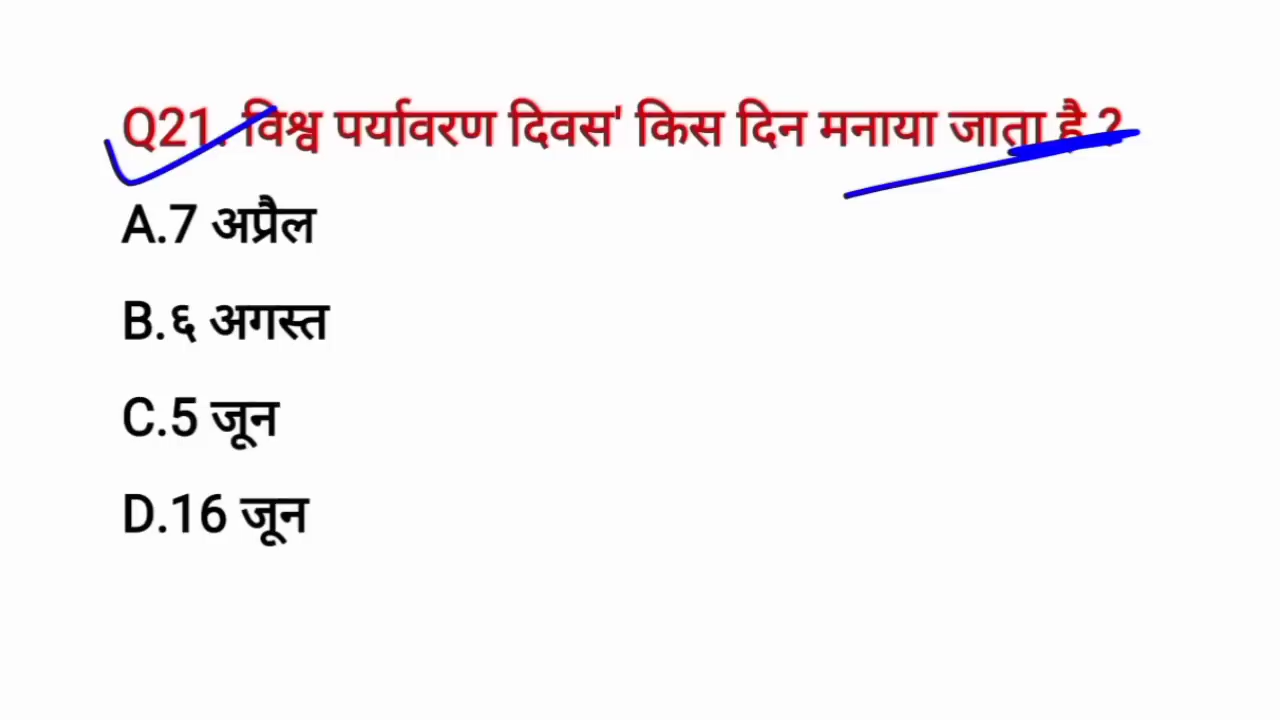 Q21. विश्व पर्यावरण दिवस' किस दिन मनाया जाता है ?
A.7 अप्रैल
B.६ अगस्त
C.5 जून
D.16 जून